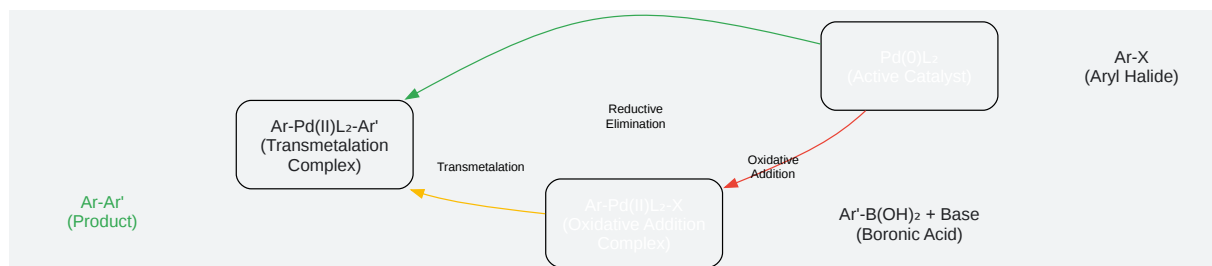 Pd(0)L₂
(Active Catalyst)
Ar-X
(Aryl Halide)
Reductive
Elimination
Ar-Pd(II)L₂-Ar'
(Transmetalation
Complex)
Transmetalation
Oxidative
Addition
Ar-Ar'
(Product)
Ar-Pd(II)L₂-X
(Oxidative Addition
Complex)
Ar'-B(OH)₂ + Base
(Boronic Acid)